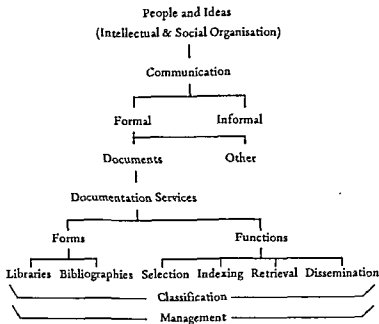 People and Ideas
(Intellectual & Social Organisation)
Communication
Formal Informal
Documents Other
Documentation Services
Forms Functions
Libraries Bibliographies Selection Indexing Retrieval Dissemination
Classification
Management